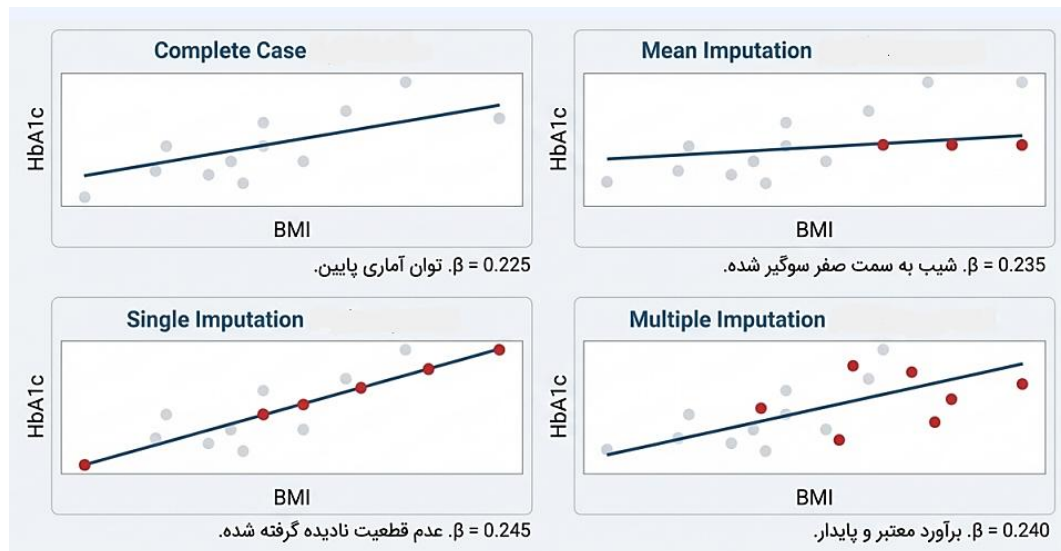 Complete Case
HbA1c
BMI
β = 0.225. توان آماری پایین.
Mean Imputation
HbA1c
BMI
β = 0.235. شیب به سمت صفر سوگیر شده.
Single Imputation
HbA1c
BMI
β = 0.245. عدم قطعیت نادیده گرفته شده.
Multiple Imputation
HbA1c
BMI
β = 0.240. برآورد معتبر و پایدار.